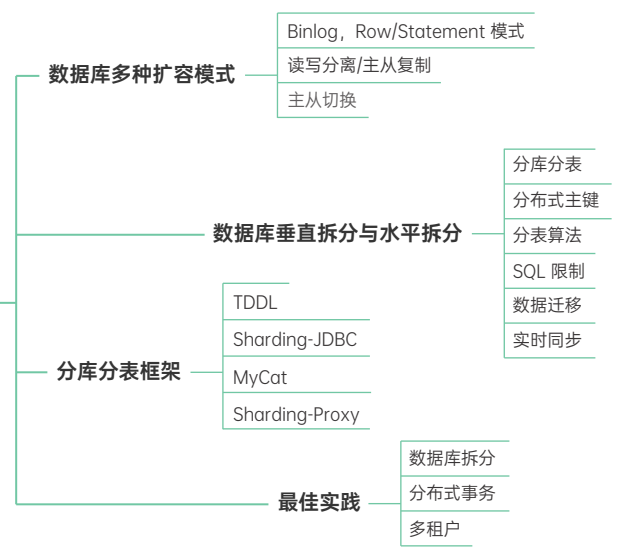 数据库多种扩容模式
Binlog，Row/Statement 模式
读写分离/主从复制
主从切换
数据库垂直拆分与水平拆分
分库分表
分布式主键
分表算法
SQL 限制
数据迁移
实时同步
分库分表框架
TDDL
Sharding-JDBC
MyCat
Sharding-Proxy
最佳实践
数据库拆分
分布式事务
多租户